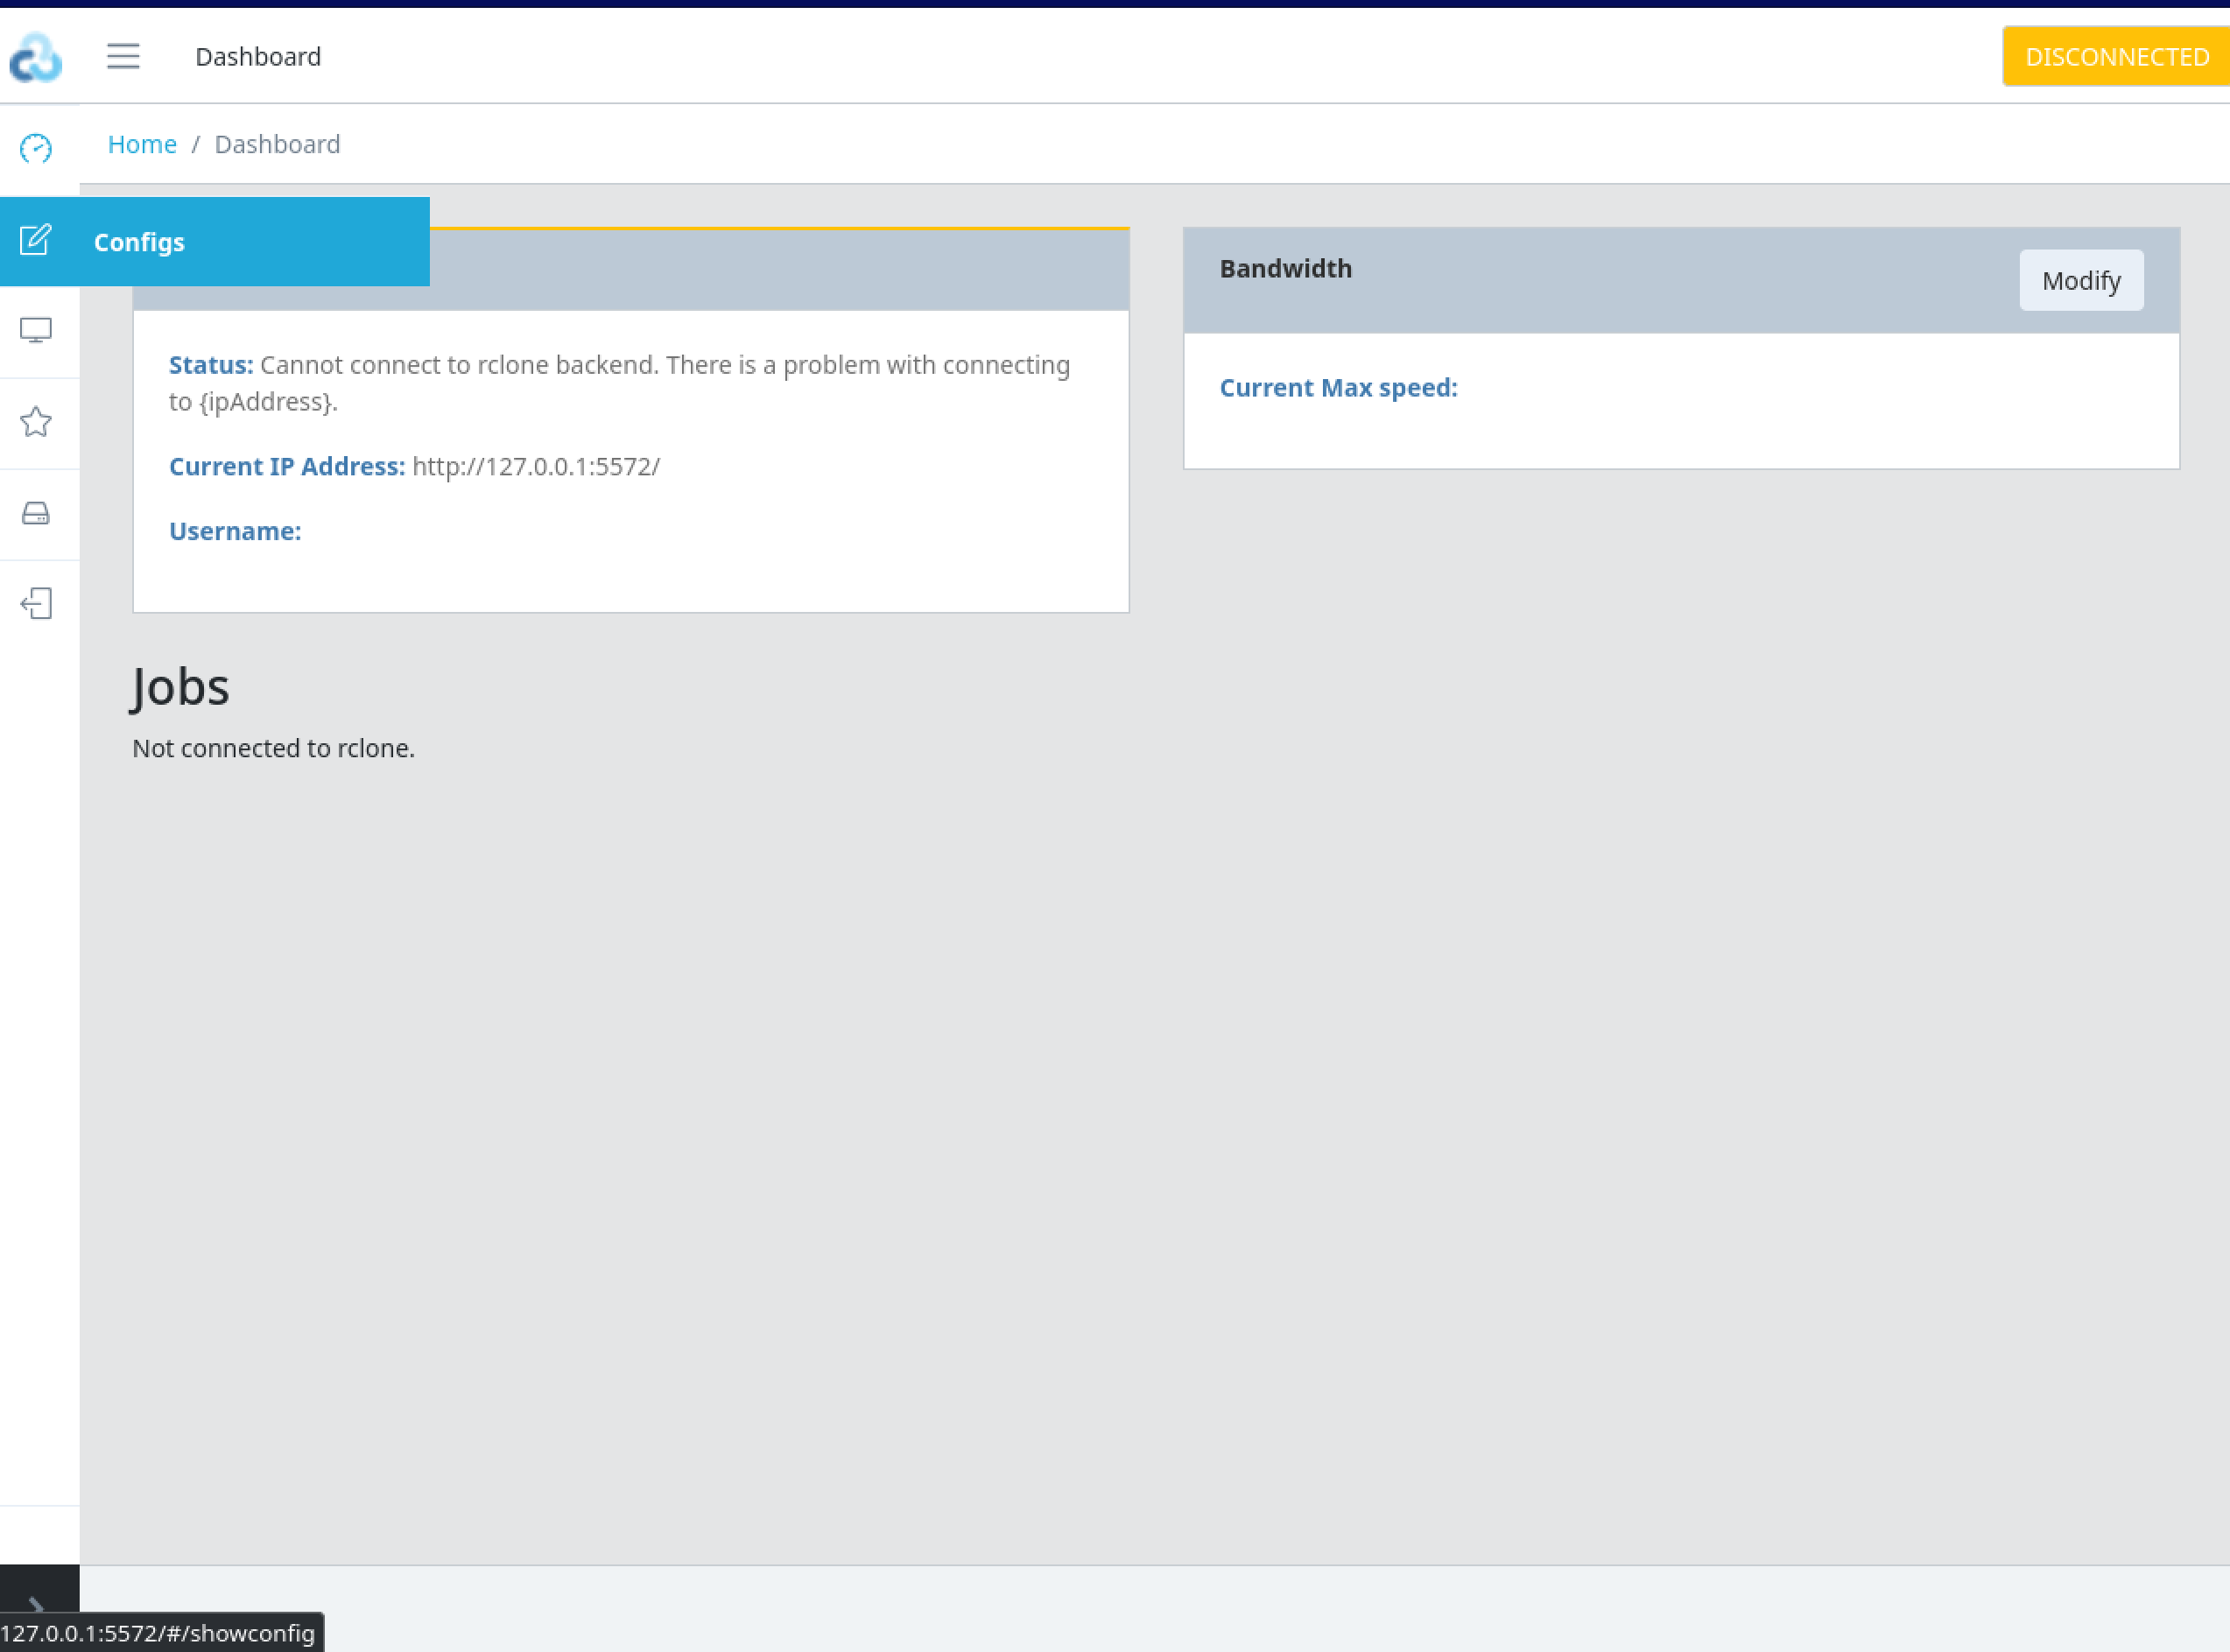 Dashboard
DISCONNECTED
Home / Dashboard
Configs
Status: Cannot connect to rclone backend. There is a problem with connecting
to {ipAddress}.
Current IP Address: http://127.0.0.1:5572/
Username:
Bandwidth
Modify
Current Max speed:
Jobs
Not connected to rclone.
127.0.0.1:5572/#/showconfig